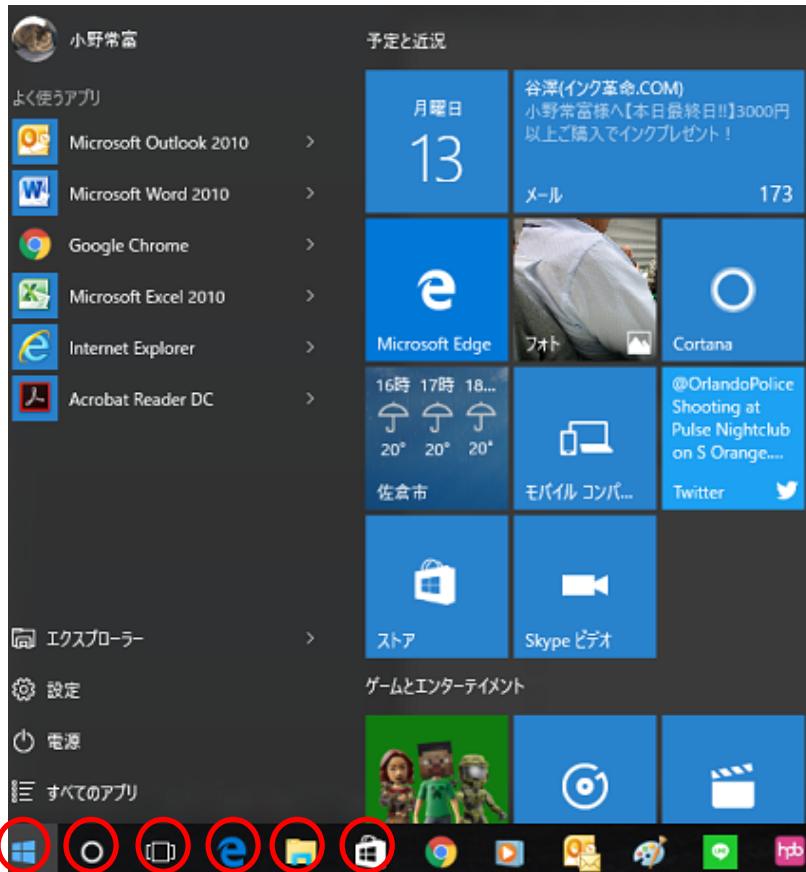 小野常富
よく使うアプリ
Microsoft Outlook 2010
Microsoft Word 2010
Google Chrome
Microsoft Excel 2010
Internet Explorer
Acrobat Reader DC
エクスプローラー
設定
電源
すべてのアプリ
予定と近況
月曜日
13
谷澤(インク革命.COM)
小野常富様へ【本日最終日!!】3000円
以上ご購入でインクプレゼント！
メール 173
Microsoft Edge
フォト
Cortana
16時 17時 18...
20° 20° 20°
佐倉市
モバイル コンパ...
@OrlandoPolice
Shooting at
Pulse Nightclub
on S Orange....
Twitter
ストア
Skype ビデオ
ゲームとエンターテイメント
hpb